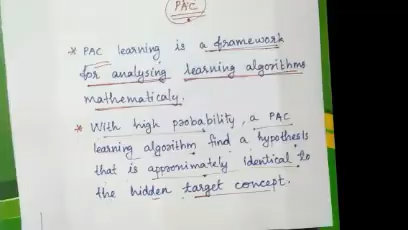 PAC
* PAC learning is a framework
for analysing learning algorithms
mathematicaly.
* With high probability, a PAC
learning algorithm find a hypothesis
that is approximately identical to
the hidden target concept.